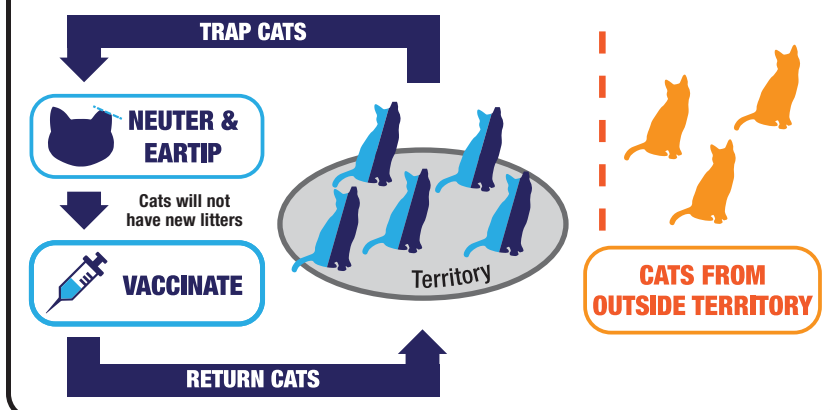 TRAP CATS
NEUTER &
EARTIP
Cats will not
have new litters
VACCINATE
RETURN CATS
Territory
CATS FROM
OUTSIDE TERRITORY